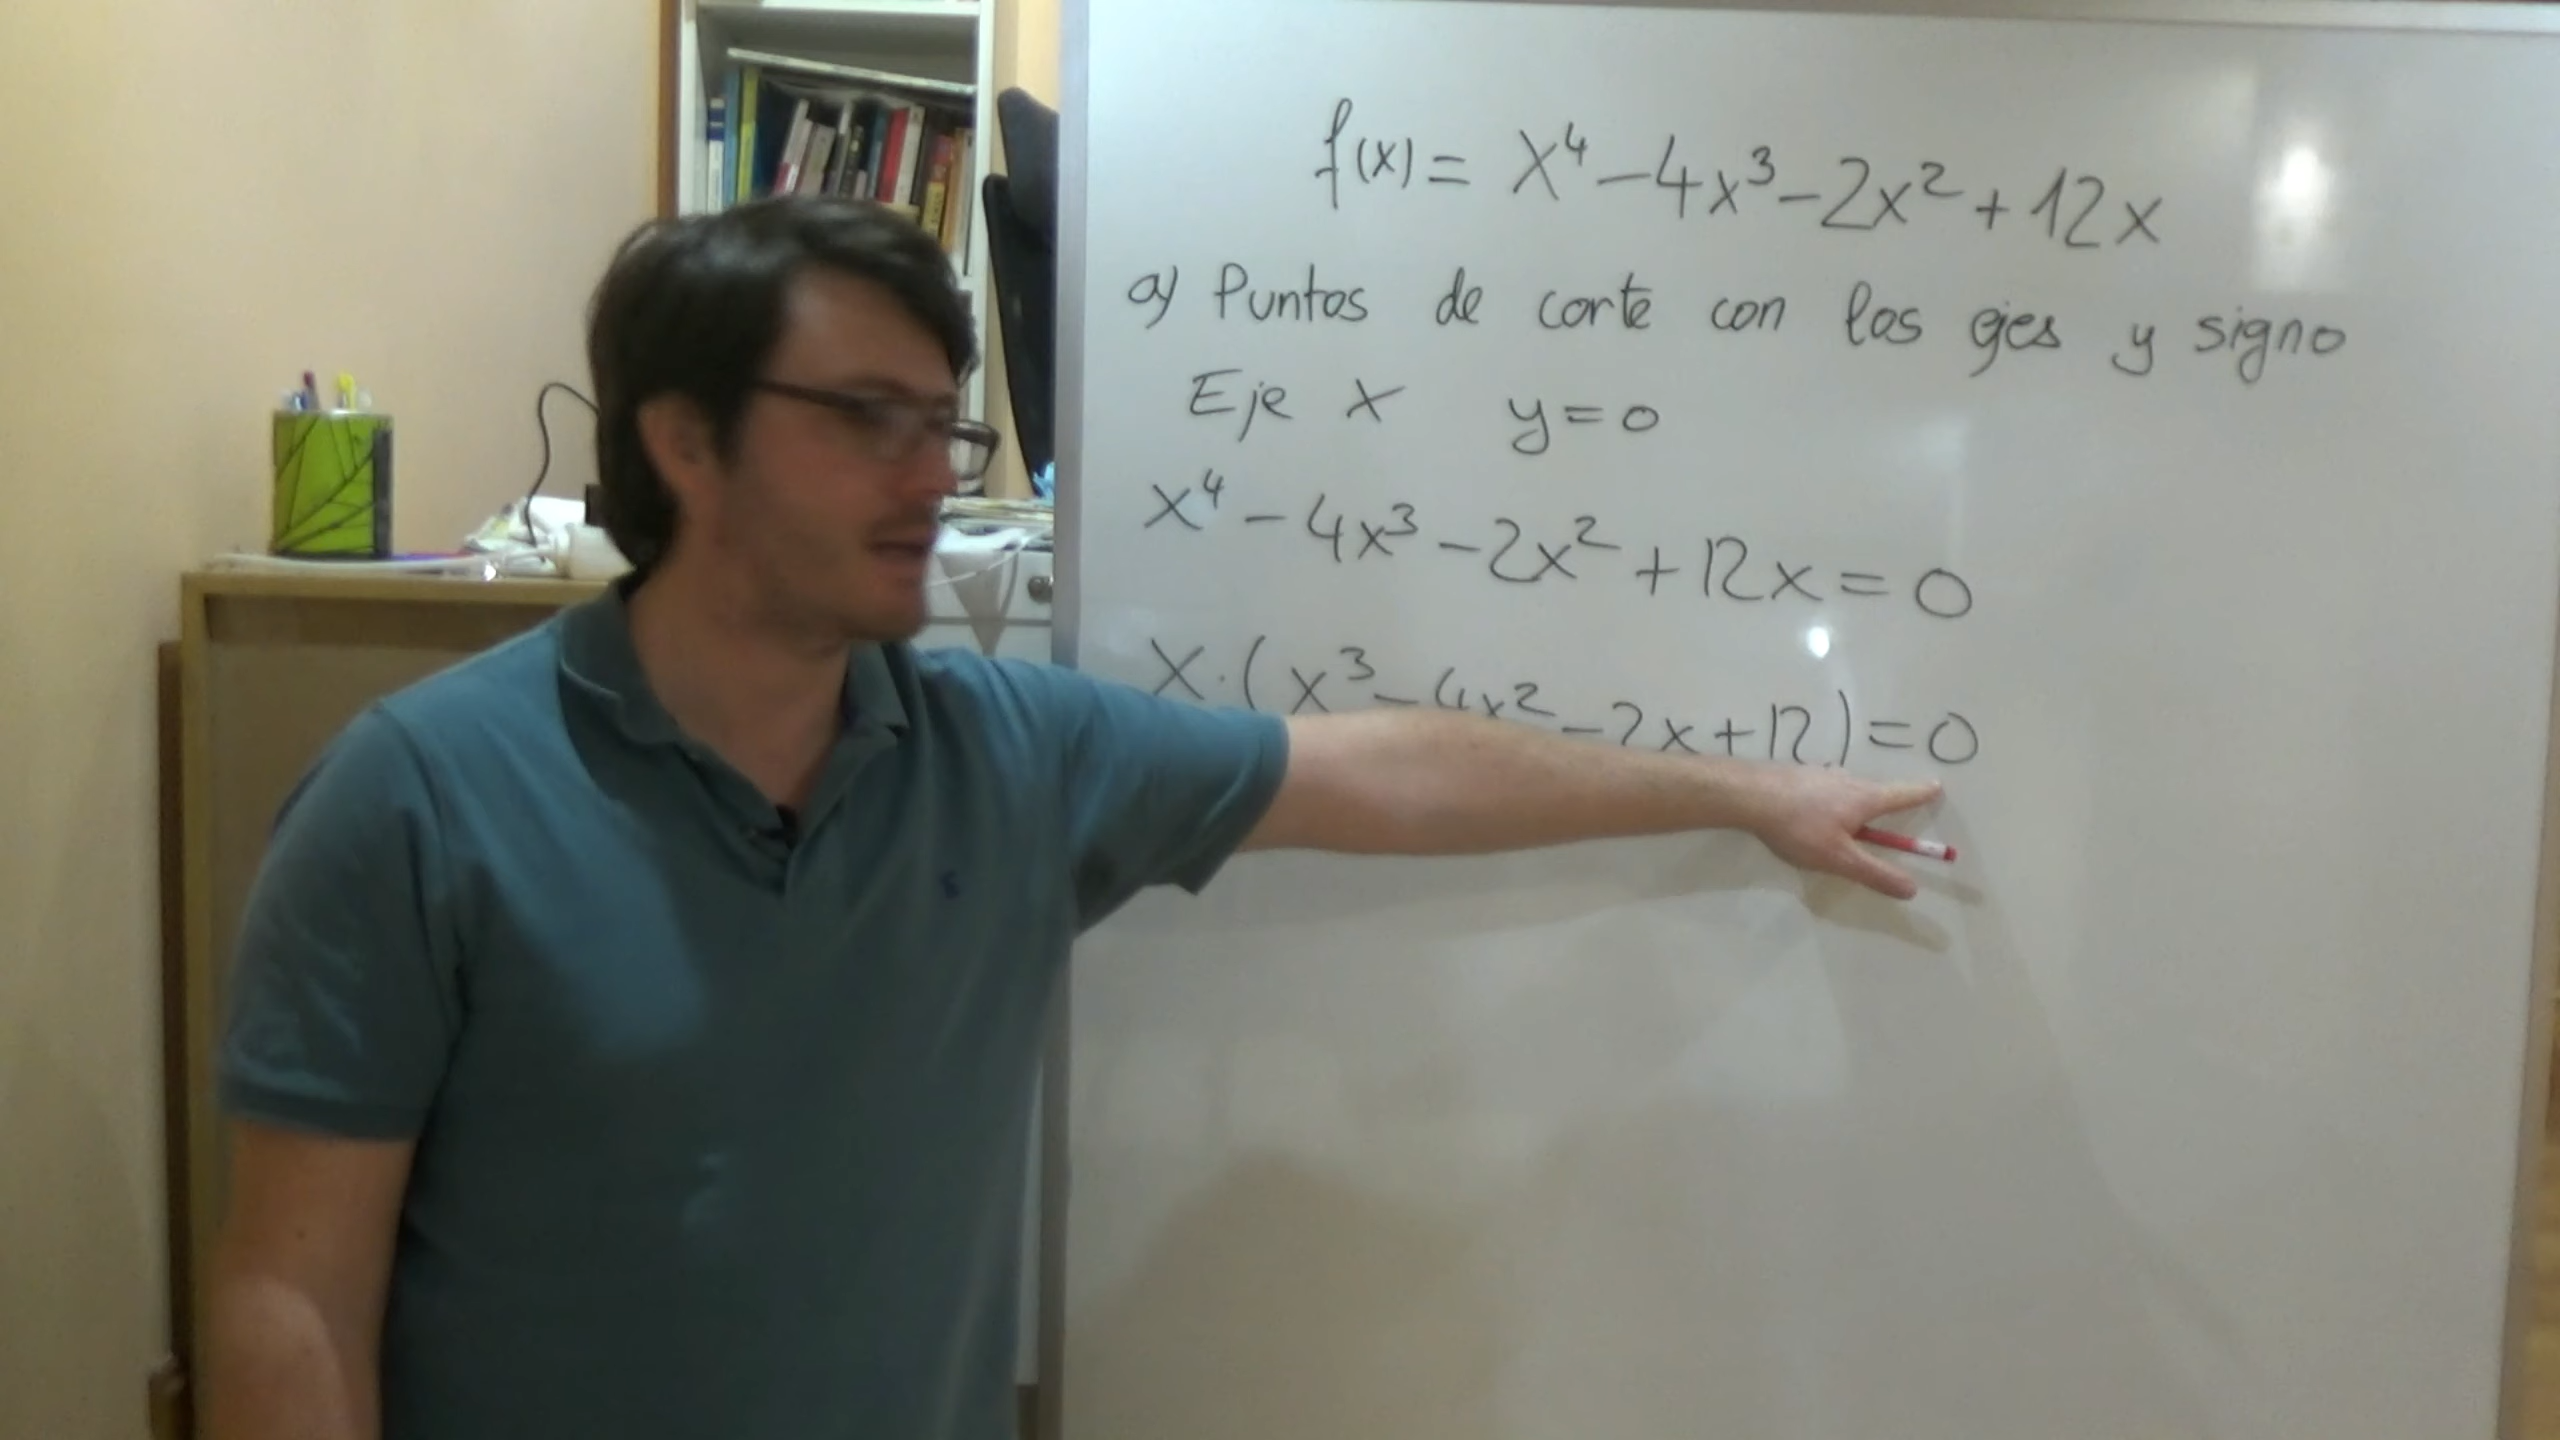 f(x) = x⁴ - 4x³ - 2x² + 12x
a) Puntos de corte con los ejes y signo
Eje x y = 0
x⁴ - 4x³ - 2x² + 12x = 0
x · (x³ - 4x² - 2x + 12) = 0